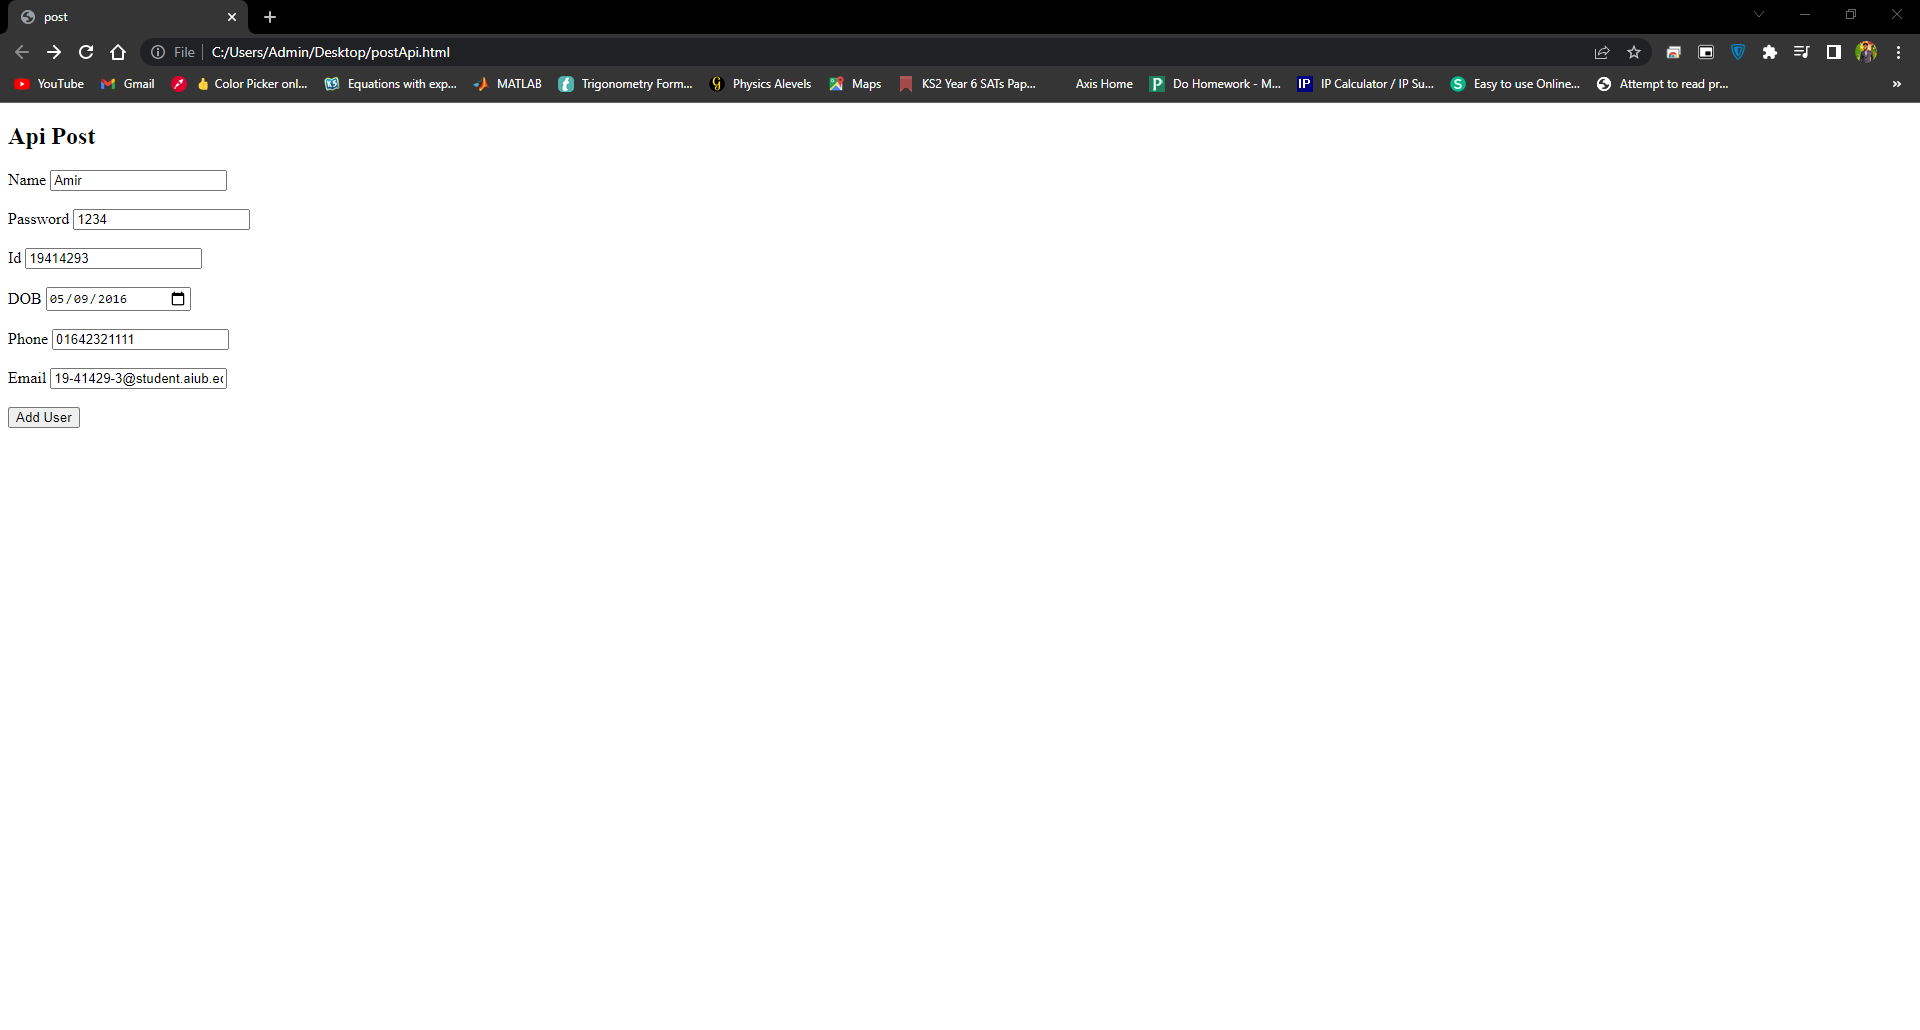 post
File C:/Users/Admin/Desktop/postApi.html
YouTube Gmail Color Picker onl... Equations with exp... MATLAB Trigonometry Form... Physics Alevels Maps KS2 Year 6 SATs Pap... Axis Home Do Homework - M... IP IP Calculator / IP Su... Easy to use Online... Attempt to read pr... »
Api Post
Name Amir
Password 1234
Id 19414293
DOB 05/09/2016
Phone 01642321111
Email 19-41429-3@student.aiub.ec
Add User